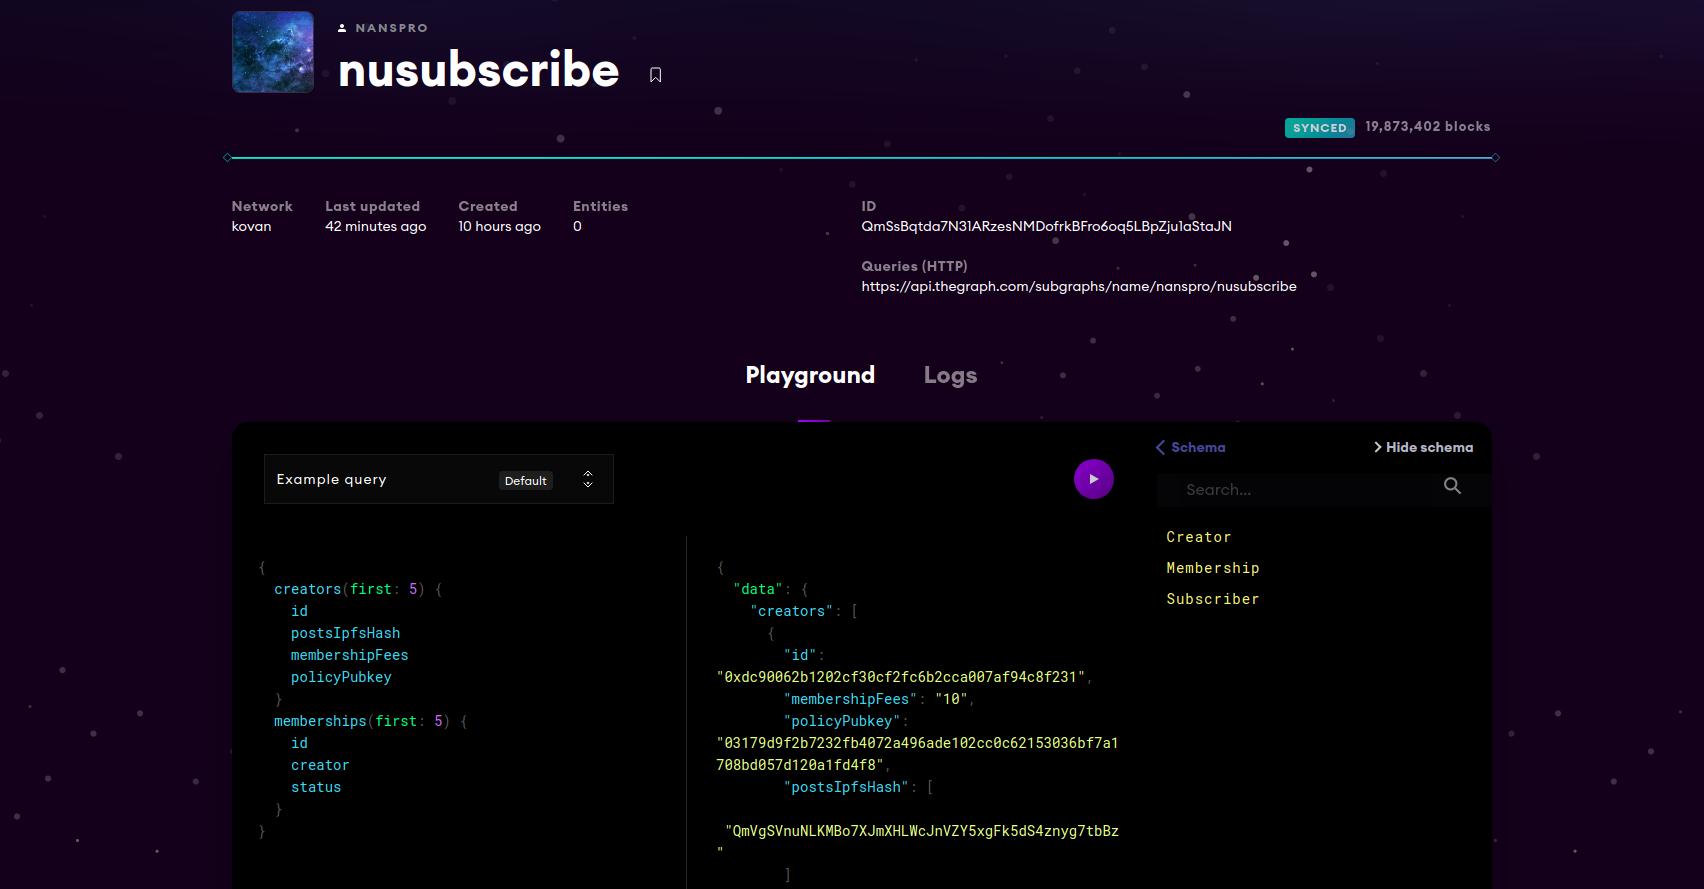 NANSPRO
nusubscribe
SYNCED 19,873,402 blocks
Network Last updated Created Entities
kovan 42 minutes ago 10 hours ago 0
ID
QmSsBqtda7N31ARzesNMDofrkBFro6oq5LBpZju1aStaJN
Queries (HTTP)
https://api.thegraph.com/subgraphs/name/nanspro/nusubscribe
Playground Logs
Example query Default
{
creators(first: 5) {
id
postsIpfsHash
membershipFees
policyPubkey
}
memberships(first: 5) {
id
creator
status
}
}
{
"data": {
"creators": [
{
"id":
"0xdc90062b1202cf30cf2fc6b2cca007af94c8f231",
"membershipFees": "10",
"policyPubkey":
"03179d9f2b7232fb4072a496ade102cc0c62153036bf7a1
708bd057d120a1fd4f8",
"postsIpfsHash": [
"QmVgSVnuNLKMBo7XJmXHLWcJnVZY5xgFk5dS4znyg7tbBz
"
]
Schema Hide schema
Search...
Creator
Membership
Subscriber